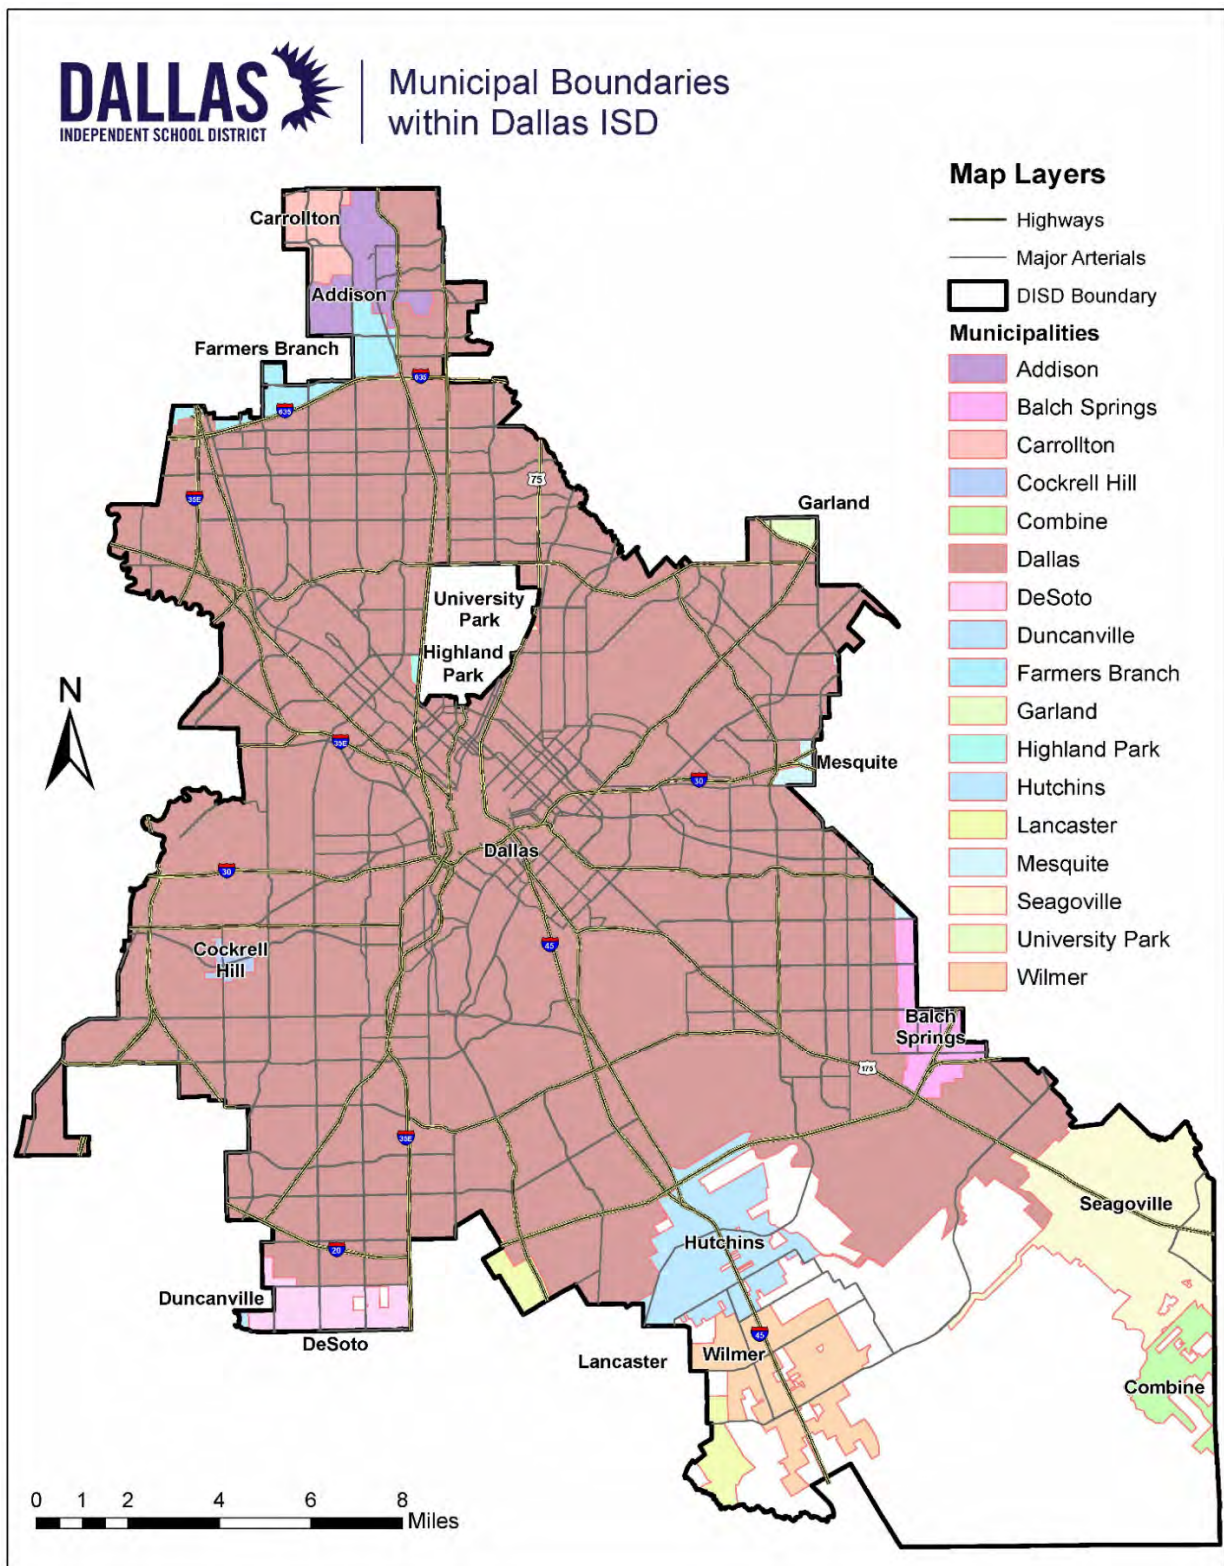 DALLAS
INDEPENDENT SCHOOL DISTRICT
Municipal Boundaries
within Dallas ISD
Map Layers
Highways
Major Arterials
DISD Boundary
Municipalities
Addison
Balch Springs
Carrollton
Cockrell Hill
Combine
Dallas
DeSoto
Duncanville
Farmers Branch
Garland
Highland Park
Hutchins
Lancaster
Mesquite
Seagoville
University Park
Wilmer
Carrollton
Addison
Farmers Branch
635
635
35E
75
Garland
University
Park
Highland
Park
N
35E
Mesquite
30
Dallas
30
45
Cockrell
Hill
Balch
Springs
175
35E
Seagoville
Hutchins
20
Duncanville
DeSoto
45
Wilmer
Lancaster
Combine
0 1 2 4 6 8
Miles